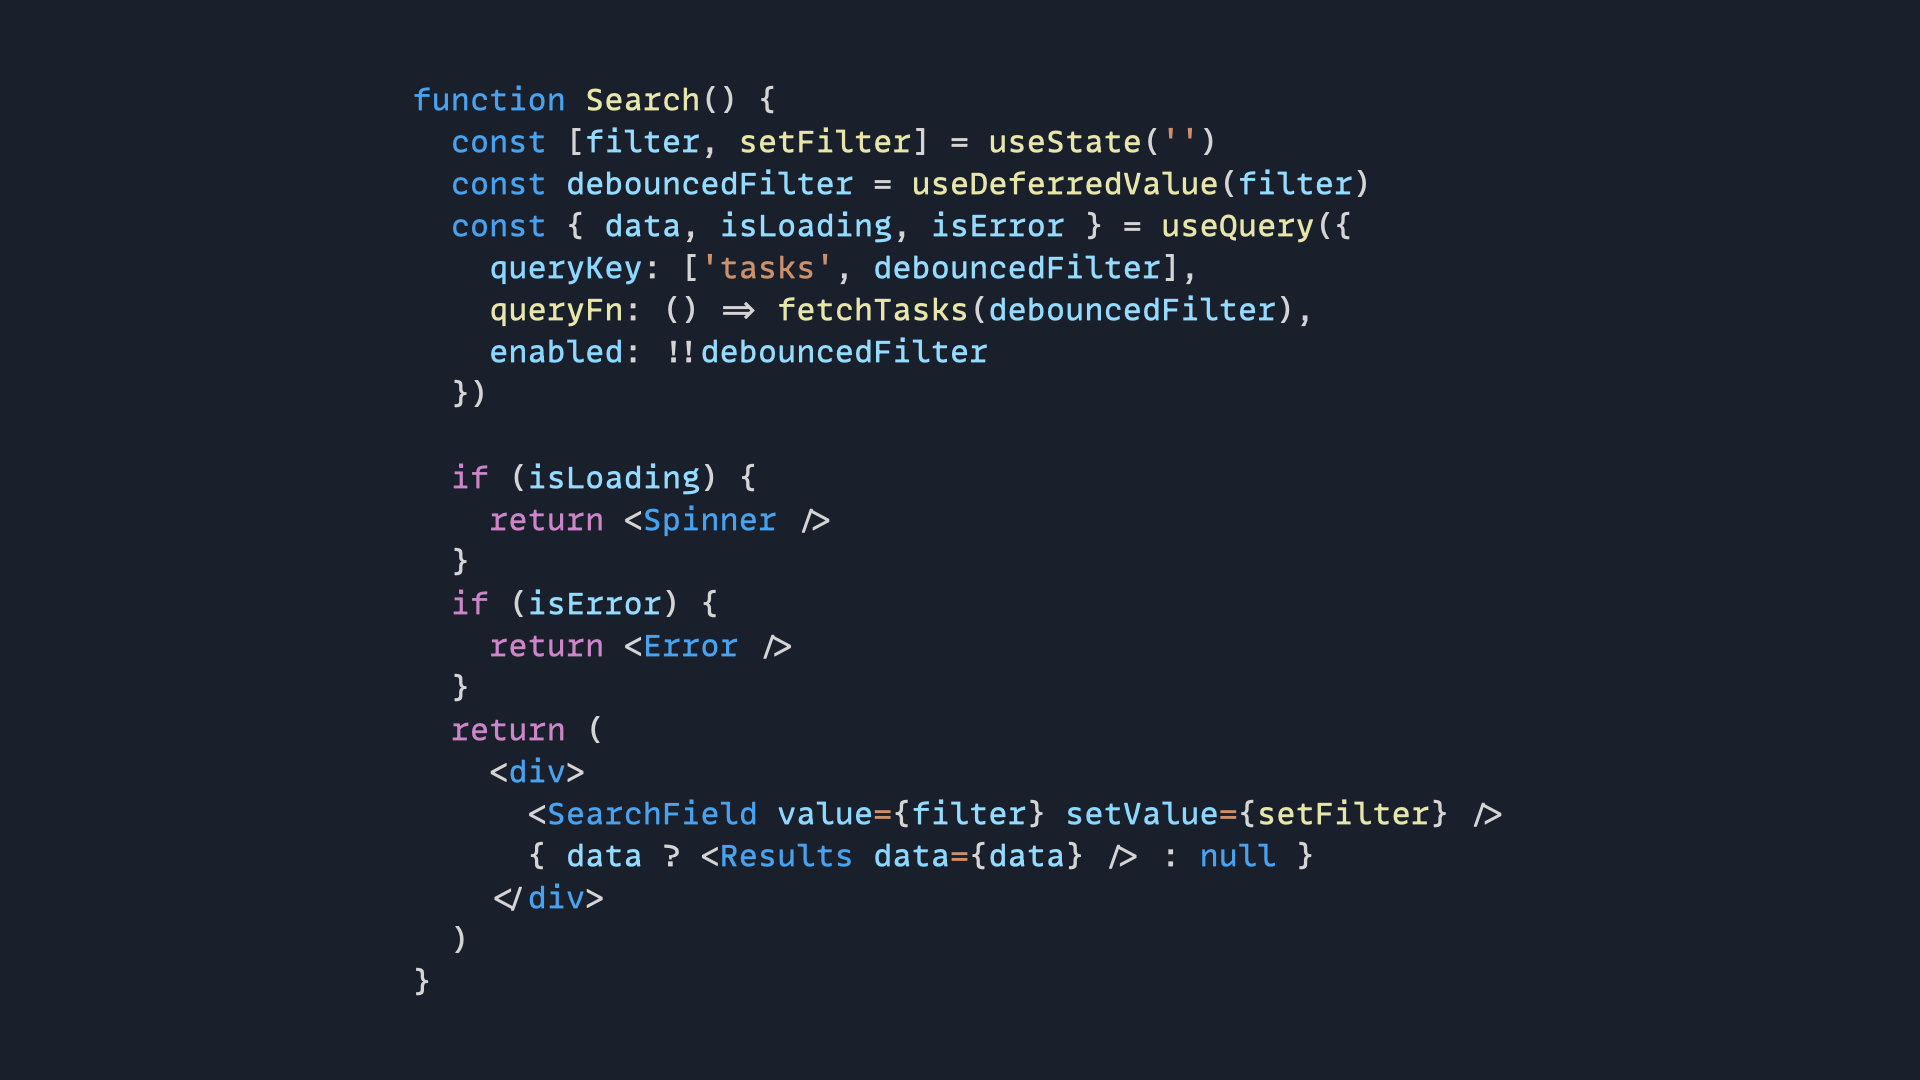 function Search() {
  const [filter, setFilter] = useState('')
  const debouncedFilter = useDeferredValue(filter)
  const { data, isLoading, isError } = useQuery({
    queryKey: ['tasks', debouncedFilter],
    queryFn: () => fetchTasks(debouncedFilter),
    enabled: !!debouncedFilter
  })

  if (isLoading) {
    return <Spinner />
  }
  if (isError) {
    return <Error />
  }
  return (
    <div>
      <SearchField value={filter} setValue={setFilter} />
      { data ? <Results data={data} /> : null }
    </div>
  )
}